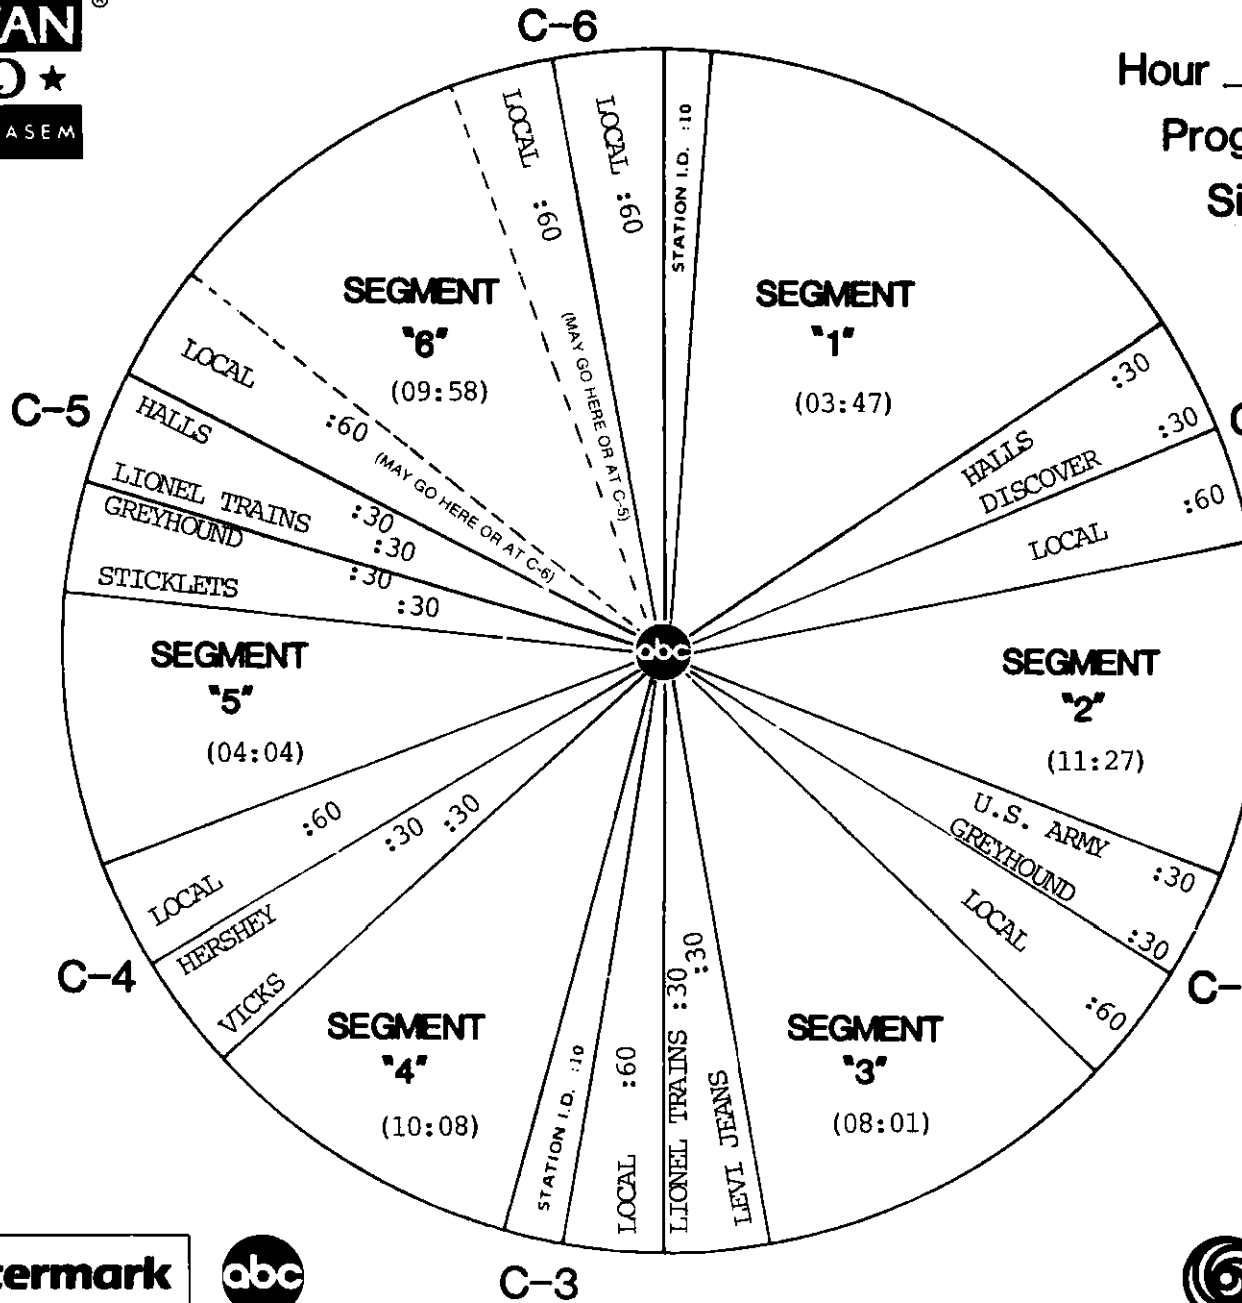 C-6
Hour
STATION I.D. :10
LOCAL :60
LOCAL :60
(MAY GO HERE OR AT C-5)
SEGMENT
"1"
(03:47)
HALLS :30
DISCOVER :30
LOCAL :60
SEGMENT
"2"
(11:27)
U.S. ARMY :30
GREYHOUND :30
LOCAL :60
SEGMENT
"3"
(08:01)
LEVI JEANS :30
LIONEL TRAINS :30
C-3
LOCAL :60
STATION I.D. :10
SEGMENT
"4"
(10:08)
VICKS :30
HERSHEY :30
C-4
LOCAL :60
SEGMENT
"5"
(04:04)
STICKLETS :30
GREYHOUND :30
LIONEL TRAINS :30
HALLS :30
C-5
LOCAL :60
(MAY GO HERE OR AT C-6)
SEGMENT
"6"
(09:58)
abc
abc